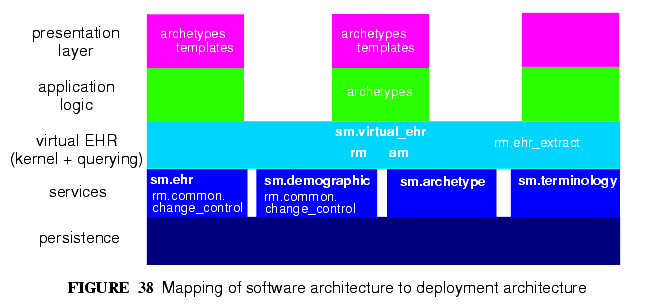 presentation
layer
archetypes
templates
archetypes
templates
application
logic
archetypes
virtual EHR
(kernel + querying)
sm.virtual_ehr
rm am
rm.ehr_extract
services
sm.ehr
rm.common.
change_control
sm.demographic
rm.common.
change_control
sm.archetype
sm.terminology
persistence
FIGURE 38 Mapping of software architecture to deployment architecture